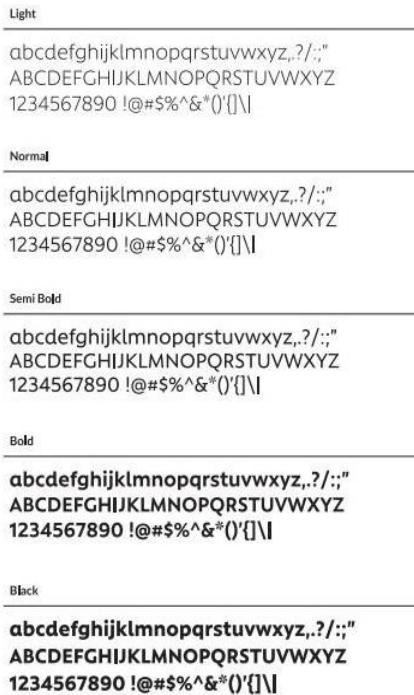 Light
abcdefghijklmnopqrstuvwxyz,.?/:;"
ABCDEFGHIJKLMNOPQRSTUVWXYZ
1234567890 !@#$%^&*()'{]\|
Normal
abcdefghijklmnopqrstuvwxyz,.?/:;"
ABCDEFGHIJKLMNOPQRSTUVWXYZ
1234567890 !@#$%^&*()'{]\|
Semi Bold
abcdefghijklmnopqrstuvwxyz,.?/:;"
ABCDEFGHIJKLMNOPQRSTUVWXYZ
1234567890 !@#$%^&*()'{]\|
Bold
abcdefghijklmnopqrstuvwxyz,.?/:;"
ABCDEFGHIJKLMNOPQRSTUVWXYZ
1234567890 !@#$%^&*()'{]\|
Black
abcdefghijklmnopqrstuvwxyz,.?/:;"
ABCDEFGHIJKLMNOPQRSTUVWXYZ
1234567890 !@#$%^&*()'{]\|